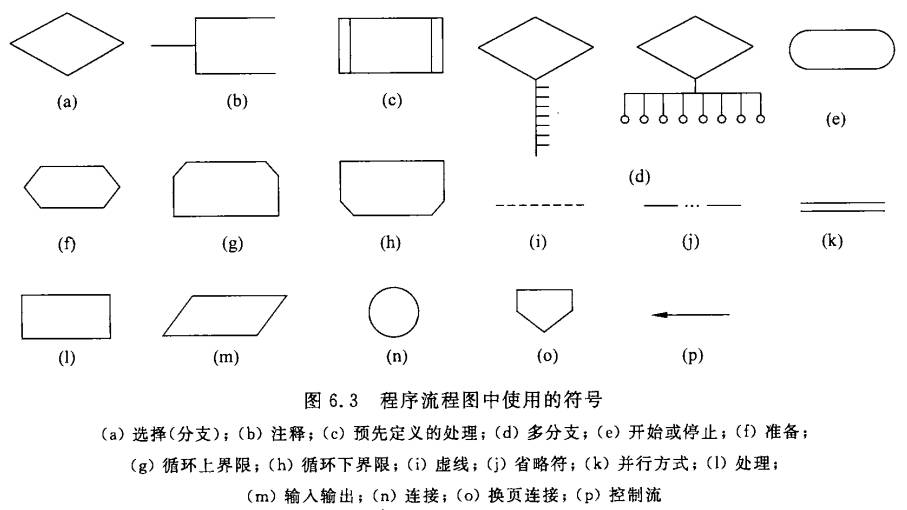 (a) (b) (c) (e)
(d)
(f) (g) (h) (i) (j) (k)
(l) (m) (n) (o) (p)
图 6.3 程序流程图中使用的符号
(a) 选择(分支); (b) 注释; (c) 预先定义的处理; (d) 多分支; (e) 开始或停止; (f) 准备;
(g) 循环上界限; (h) 循环下界限; (i) 虚线; (j) 省略符; (k) 并行方式; (l) 处理;
(m) 输入输出; (n) 连接; (o) 换页连接; (p) 控制流